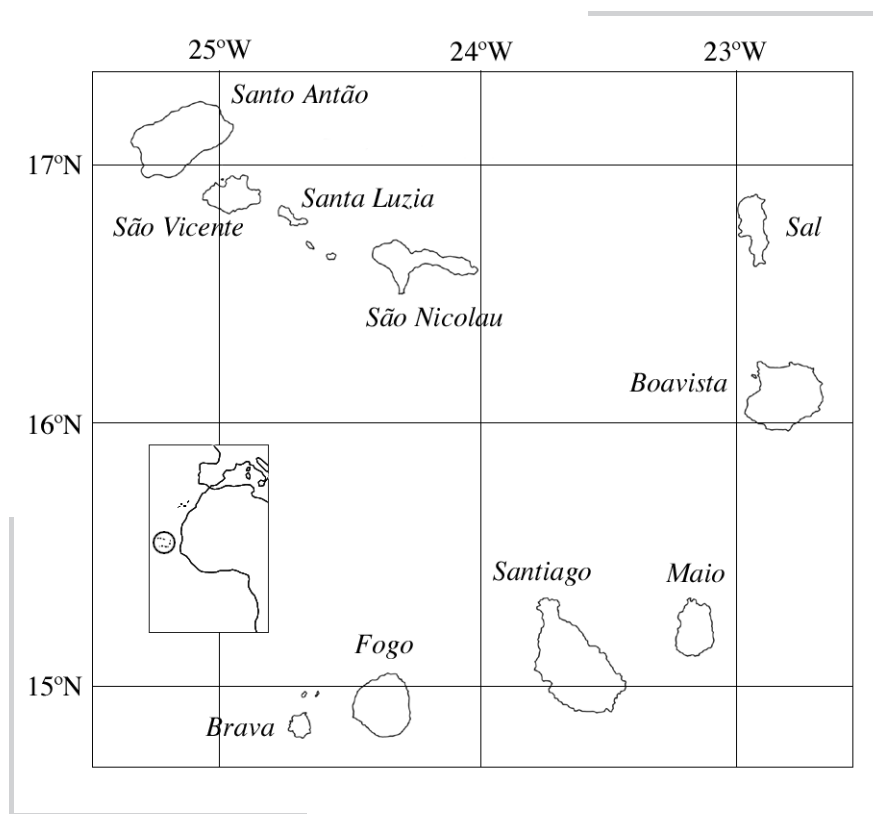 25ºW 24ºW 23ºW
Santo Antão
17ºN
Santa Luzia
São Vicente
Sal
São Nicolau
Boavista
16ºN
Santiago
Maio
Fogo
15ºN
Brava